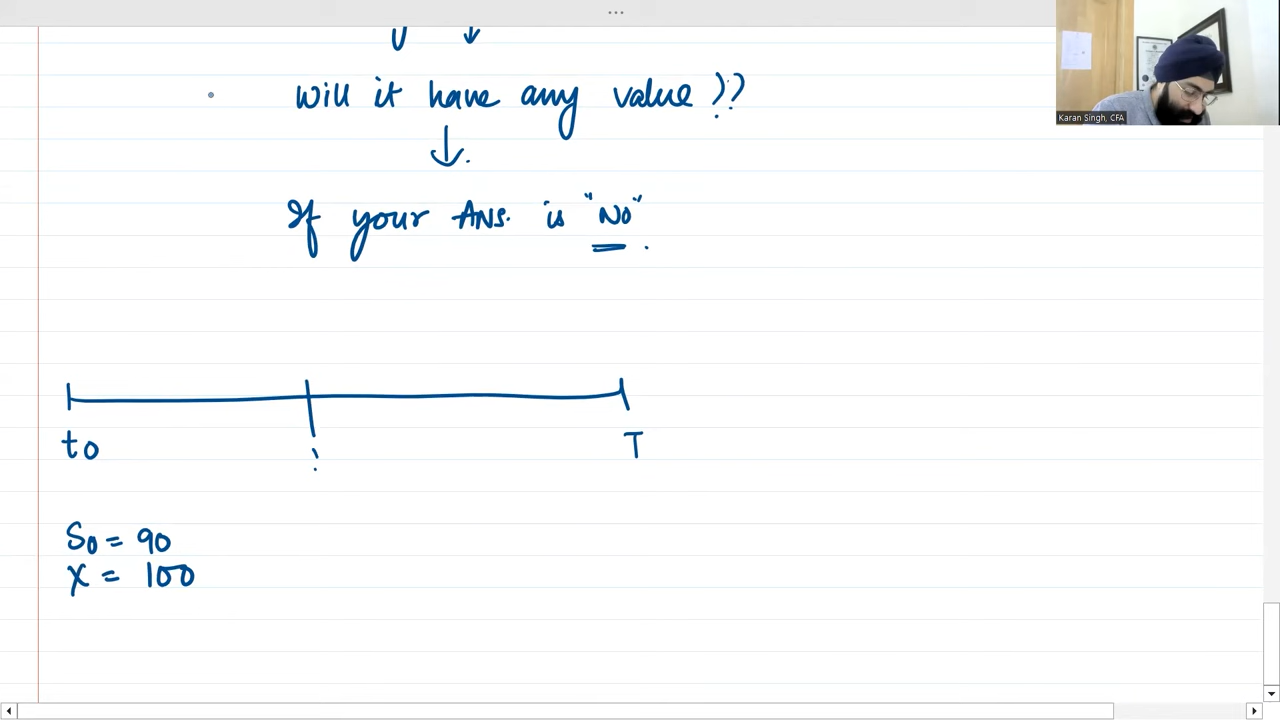 will it have any value ??
If your Ans. is "No".
to
T
S0 = 90
X = 100
Karan Singh, CFA